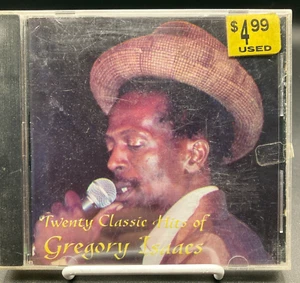 $4.99
USED
Twenty Classic Hits of
Gregory Isaacs